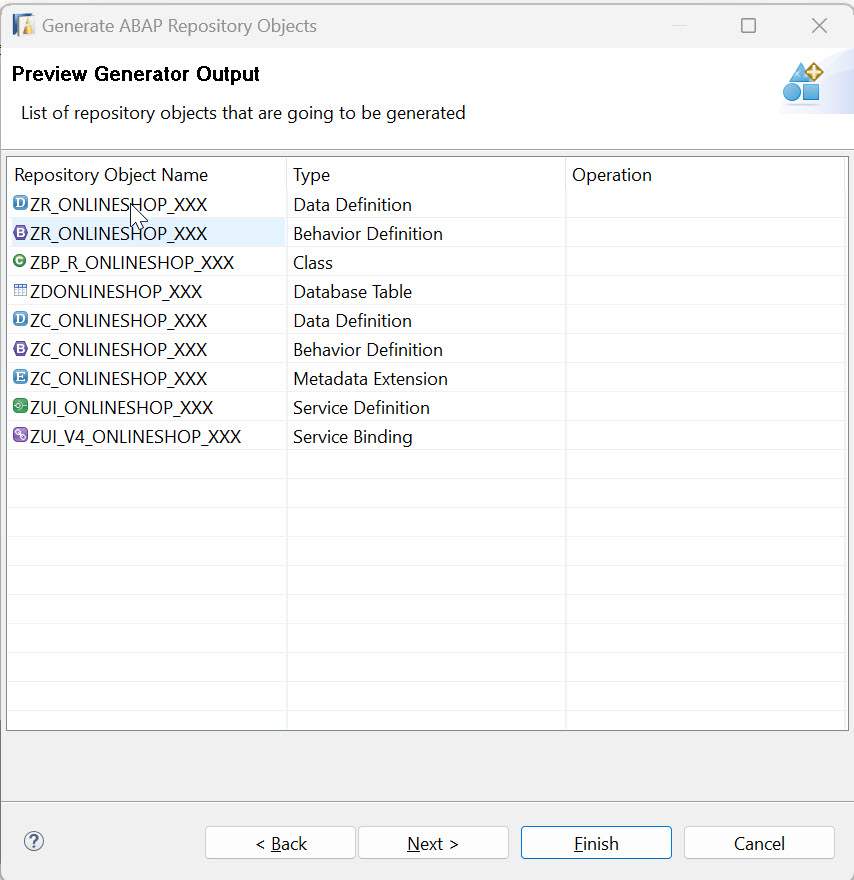 Generate ABAP Repository Objects
Preview Generator Output
List of repository objects that are going to be generated
Repository Object Name Type Operation
D ZR_ONLINESHOP_XXX Data Definition
B ZR_ONLINESHOP_XXX Behavior Definition
C ZBP_R_ONLINESHOP_XXX Class
ZDONLINESHOP_XXX Database Table
D ZC_ONLINESHOP_XXX Data Definition
B ZC_ONLINESHOP_XXX Behavior Definition
E ZC_ONLINESHOP_XXX Metadata Extension
ZUI_ONLINESHOP_XXX Service Definition
ZUI_V4_ONLINESHOP_XXX Service Binding
? < Back Next > Finish Cancel